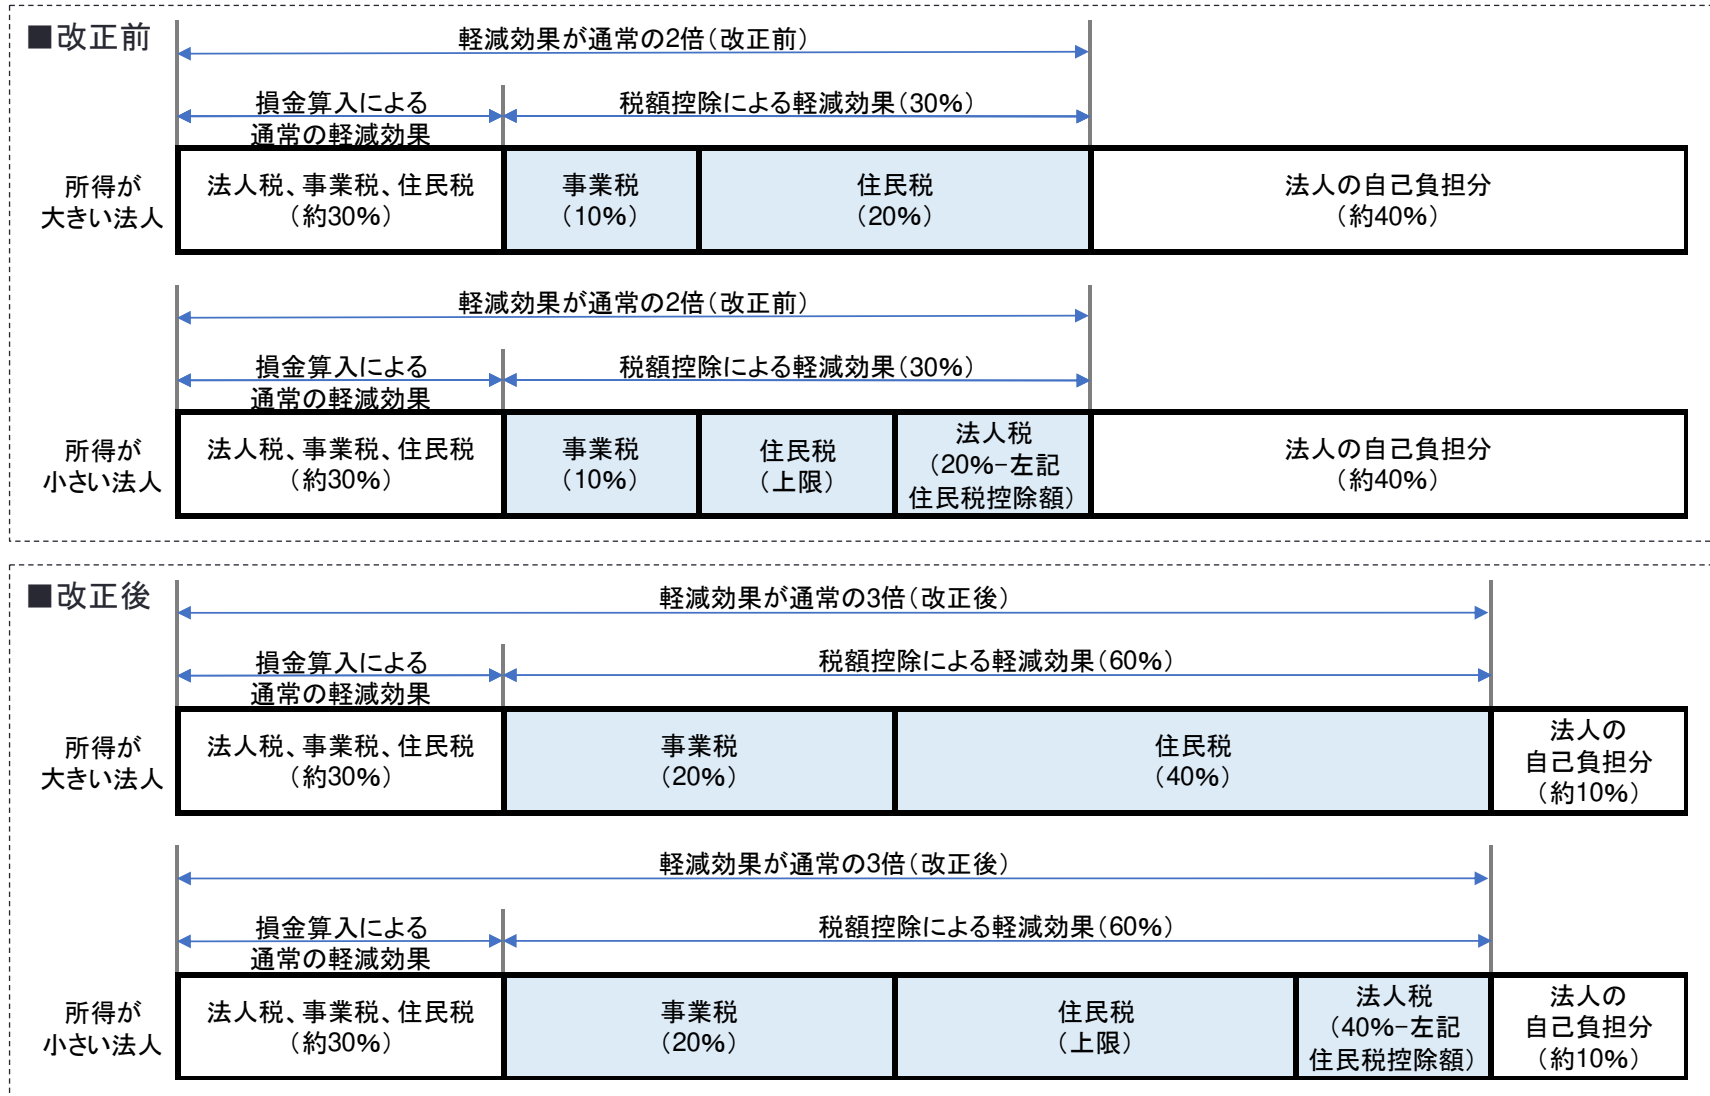 ■改正前
軽減効果が通常の2倍（改正前）
損金算入による
通常の軽減効果
税額控除による軽減効果（30%）
所得が
大きい法人
法人税、事業税、住民税
（約30%）
事業税
（10%）
住民税
（20%）
法人の自己負担分
（約40%）
軽減効果が通常の2倍（改正前）
損金算入による
通常の軽減効果
税額控除による軽減効果（30%）
所得が
小さい法人
法人税、事業税、住民税
（約30%）
事業税
（10%）
住民税
（上限）
法人税
（20%-左記
住民税控除額）
法人の自己負担分
（約40%）
■改正後
軽減効果が通常の3倍（改正後）
損金算入による
通常の軽減効果
税額控除による軽減効果（60%）
所得が
大きい法人
法人税、事業税、住民税
（約30%）
事業税
（20%）
住民税
（40%）
法人の
自己負担分
（約10%）
軽減効果が通常の3倍（改正後）
損金算入による
通常の軽減効果
税額控除による軽減効果（60%）
所得が
小さい法人
法人税、事業税、住民税
（約30%）
事業税
（20%）
住民税
（上限）
法人税
（40%-左記
住民税控除額）
法人の
自己負担分
（約10%）